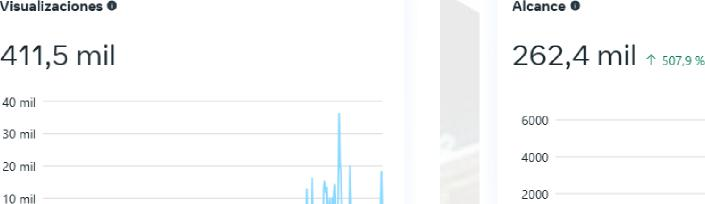 Visualizaciones
411,5 mil
40 mil
30 mil
20 mil
10 mil
Alcance
262,4 mil ↑ 507,9 %
6000
4000
2000